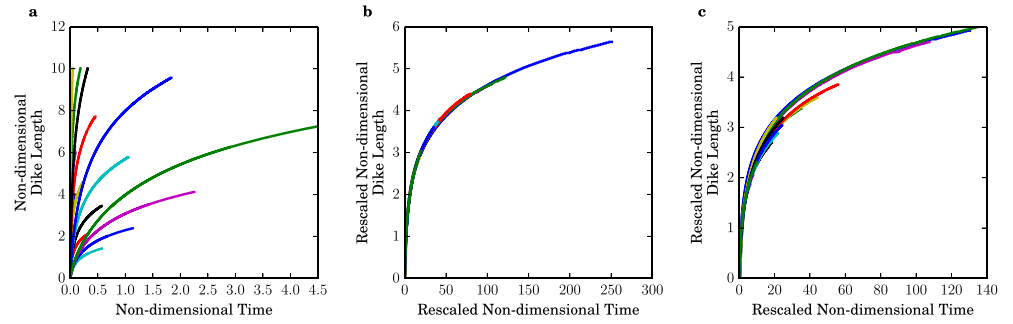 a
12
10
8
6
4
2
0
Non-dimensional
Dike Length
0.0 0.5 1.0 1.5 2.0 2.5 3.0 3.5 4.0 4.5
Non-dimensional Time
b
6
5
4
3
2
1
0
Rescaled Non-dimensional
Dike Length
0 50 100 150 200 250 300
Rescaled Non-dimensional Time
c
5
4
3
2
1
0
Rescaled Non-dimensional
Dike Length
0 20 40 60 80 100 120 140
Rescaled Non-dimensional Time